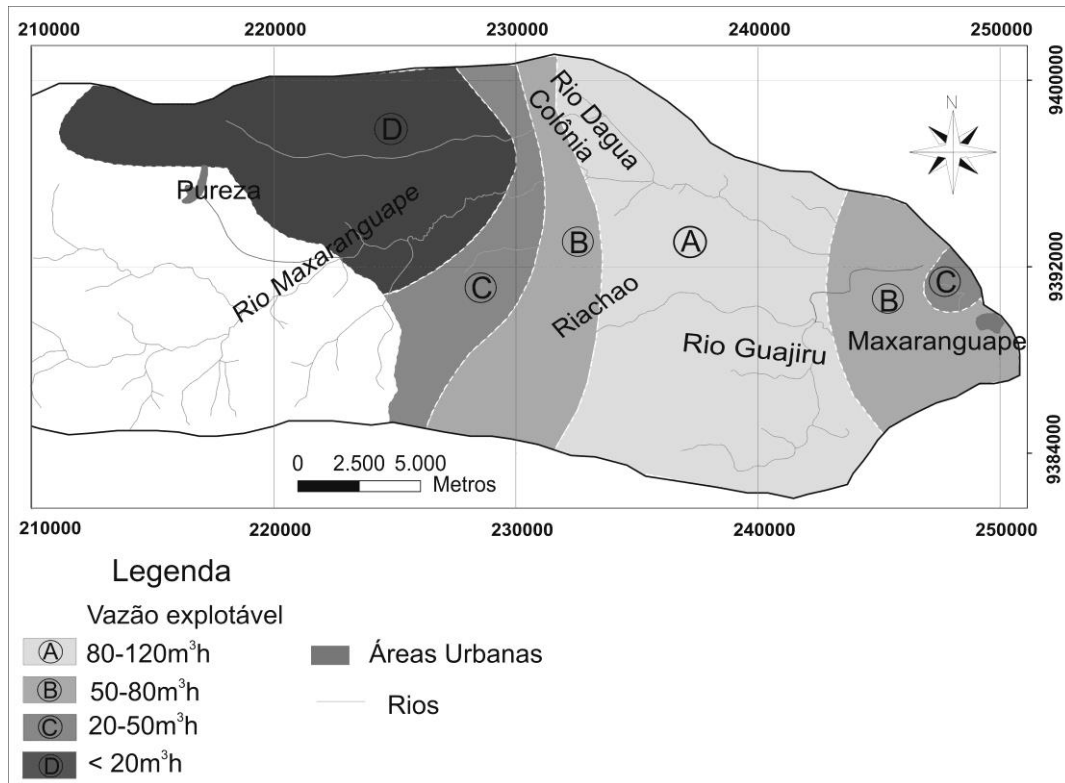 210000 220000 230000 240000 250000
9400000
N
Rio Dagua
Colônia
D
Pureza
Rio Maxaranguape
B
A
9392000
C
C
B
Riachao
Rio Guajiru
Maxaranguape
9384000
0 2.500 5.000
Metros
210000 220000 230000 240000 250000
Legenda
Vazão explotável
A 80-120m³h
B 50-80m³h
C 20-50m³h
D < 20m³h
Áreas Urbanas
Rios